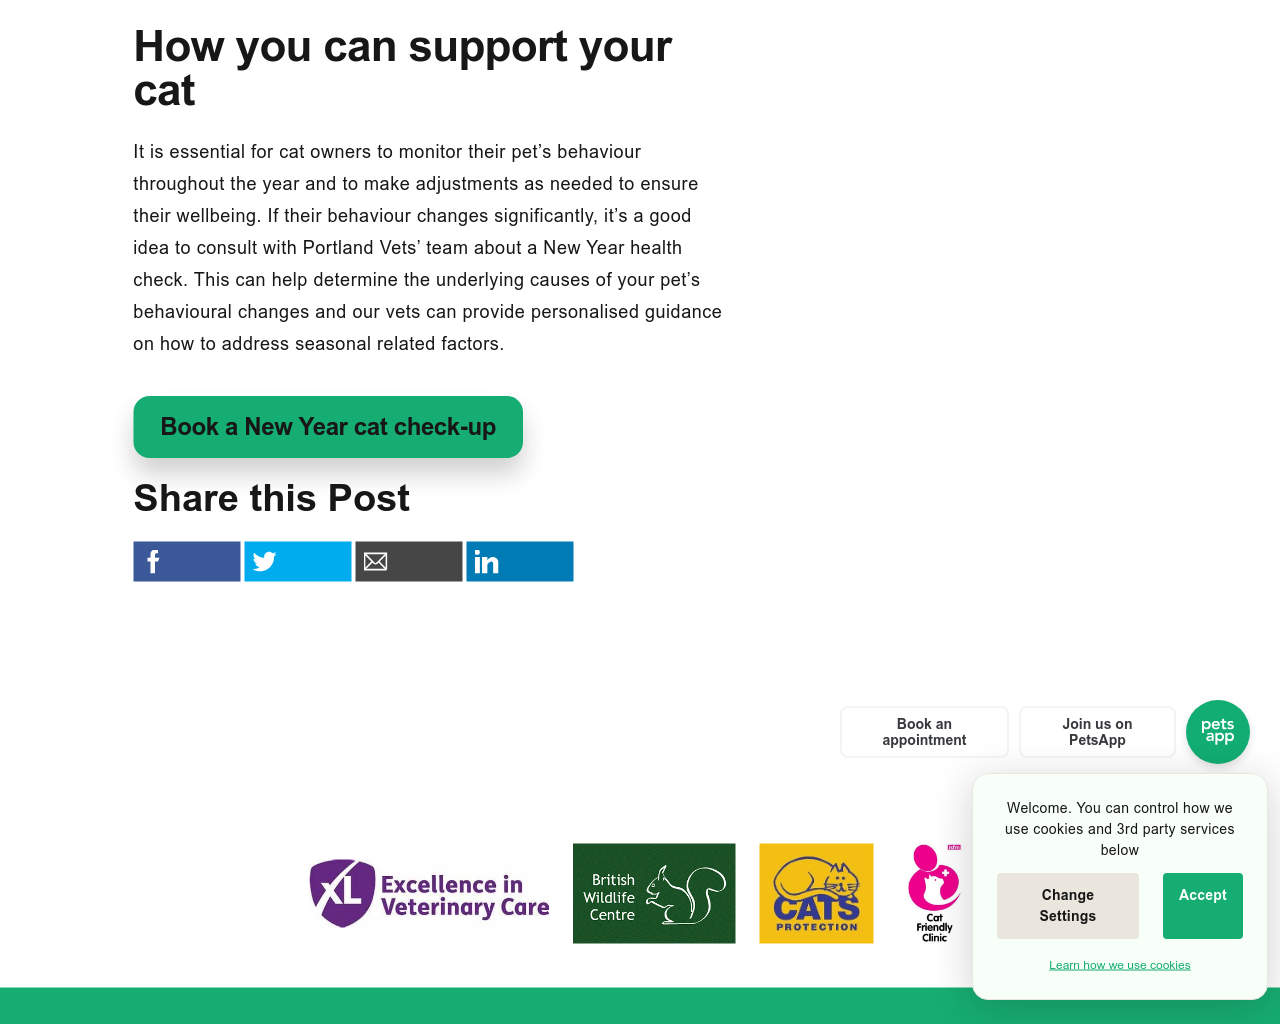 How you can support your
cat
It is essential for cat owners to monitor their pet’s behaviour
throughout the year and to make adjustments as needed to ensure
their wellbeing. If their behaviour changes significantly, it’s a good
idea to consult with Portland Vets’ team about a New Year health
check. This can help determine the underlying causes of your pet’s
behavioural changes and our vets can provide personalised guidance
on how to address seasonal related factors.
Book a New Year cat check-up
Share this Post
Book an
appointment
Join us on
PetsApp
pets
app
Welcome. You can control how we
use cookies and 3rd party services
below
Change
Settings
Accept
Learn how we use cookies
XL Excellence in
Veterinary Care
British
Wildlife
Centre
CATS
PROTECTION
Cat
Friendly
Clinic